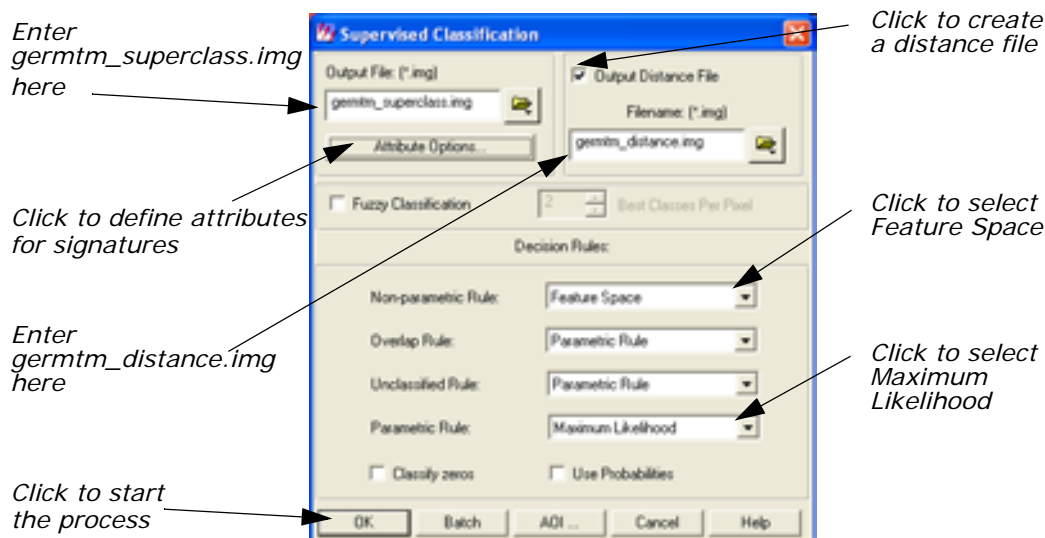 Enter
germtm_superclass.img
here
Click to define attributes
for signatures
Enter
germtm_distance.img
here
Click to start
the process
Supervised Classification
Output File: (*.img)
germtm_superclass.img
Attribute Options...
Output Distance File
Filename: (*.img)
germtm_distance.img
Fuzzy Classification
2
Best Classes Per Pixel
Decision Rules:
Non-parametric Rule:
Feature Space
Overlap Rule:
Parametric Rule
Unclassified Rule:
Parametric Rule
Parametric Rule:
Maximum Likelihood
Classify zeros
Use Probabilities
OK
Batch
AOI ...
Cancel
Help
Click to create
a distance file
Click to select
Feature Space
Click to select
Maximum
Likelihood